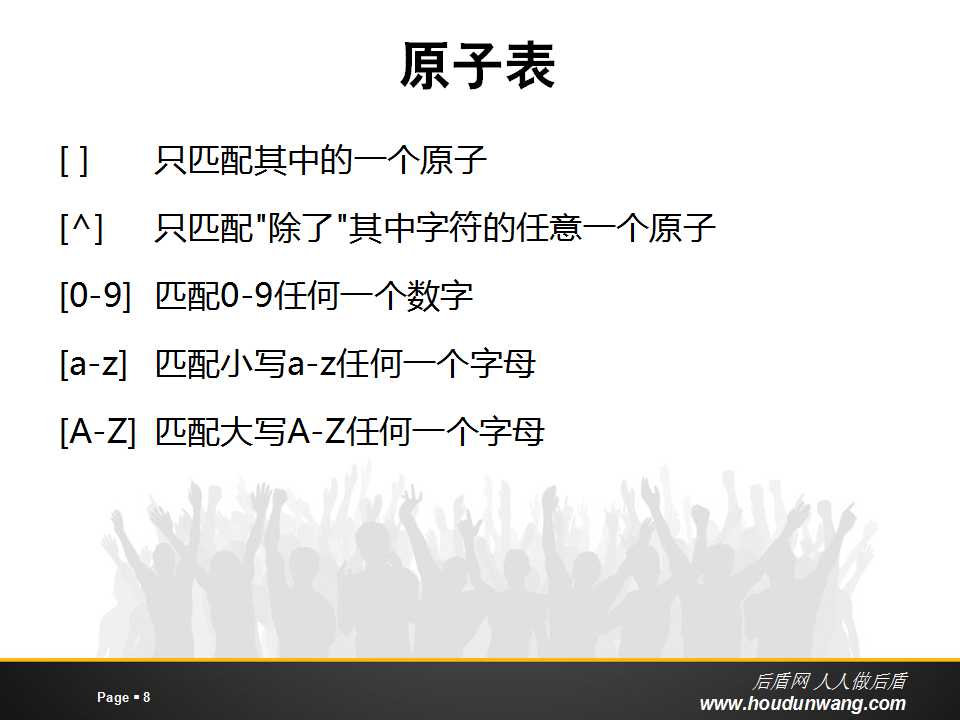 原子表
[ ] 只匹配其中的一个原子
[^] 只匹配"除了"其中字符的任意一个原子
[0-9] 匹配0-9任何一个数字
[a-z] 匹配小写a-z任何一个字母
[A-Z] 匹配大写A-Z任何一个字母
Page ▪ 8
后盾网 人人做后盾
www.houdunwang.com